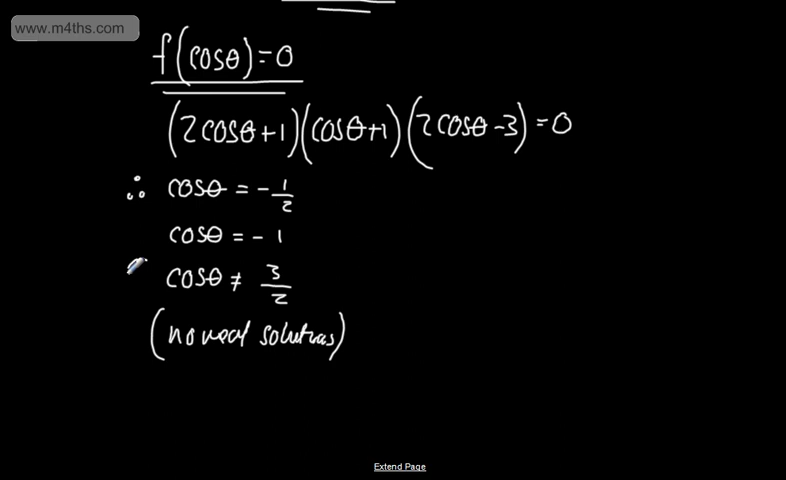 www.m4ths.com
f(cosθ)=0
(2cosθ+1)(cosθ+1)(2cosθ-3)=0
∴ cosθ = -1/2
cosθ = -1
cosθ ≠ 3/2
(no real solutions)
Extend Page